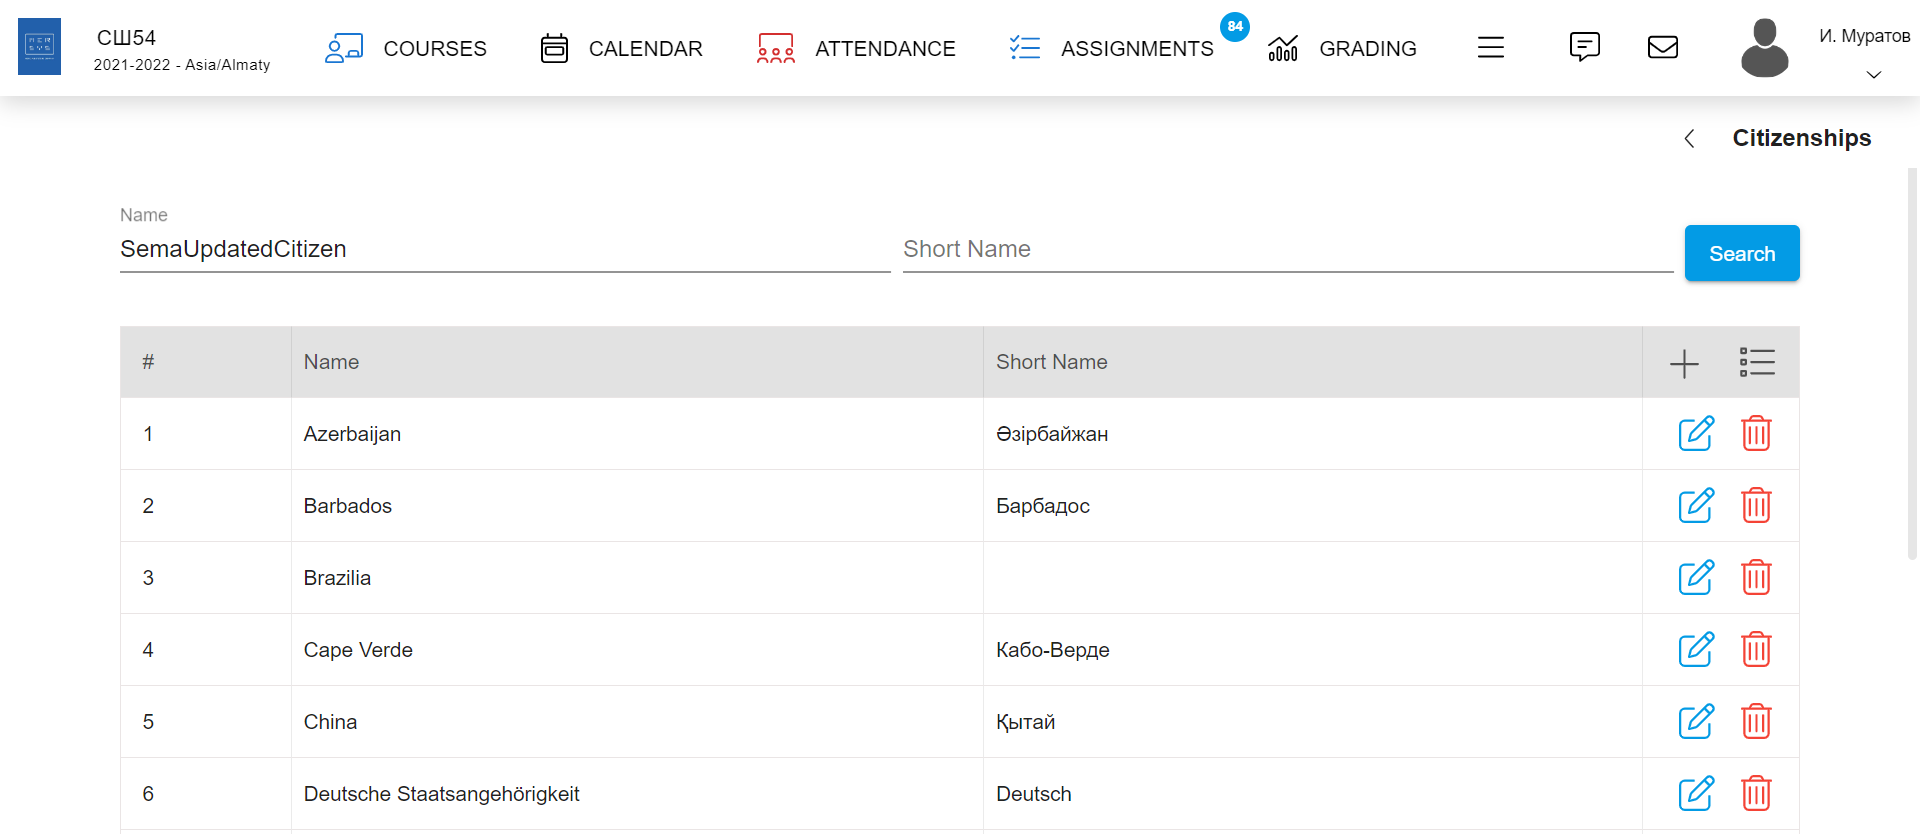 СШ54
2021-2022 - Asia/Almaty
COURSES
CALENDAR
ATTENDANCE
ASSIGNMENTS
84
GRADING
И. Муратов
Citizenships
Name
SemaUpdatedCitizen
Short Name
Search
# Name Short Name
1 Azerbaijan Әзірбайжан
2 Barbados Барбадос
3 Brazilia
4 Cape Verde Кабо-Верде
5 China Қытай
6 Deutsche Staatsangehörigkeit Deutsch